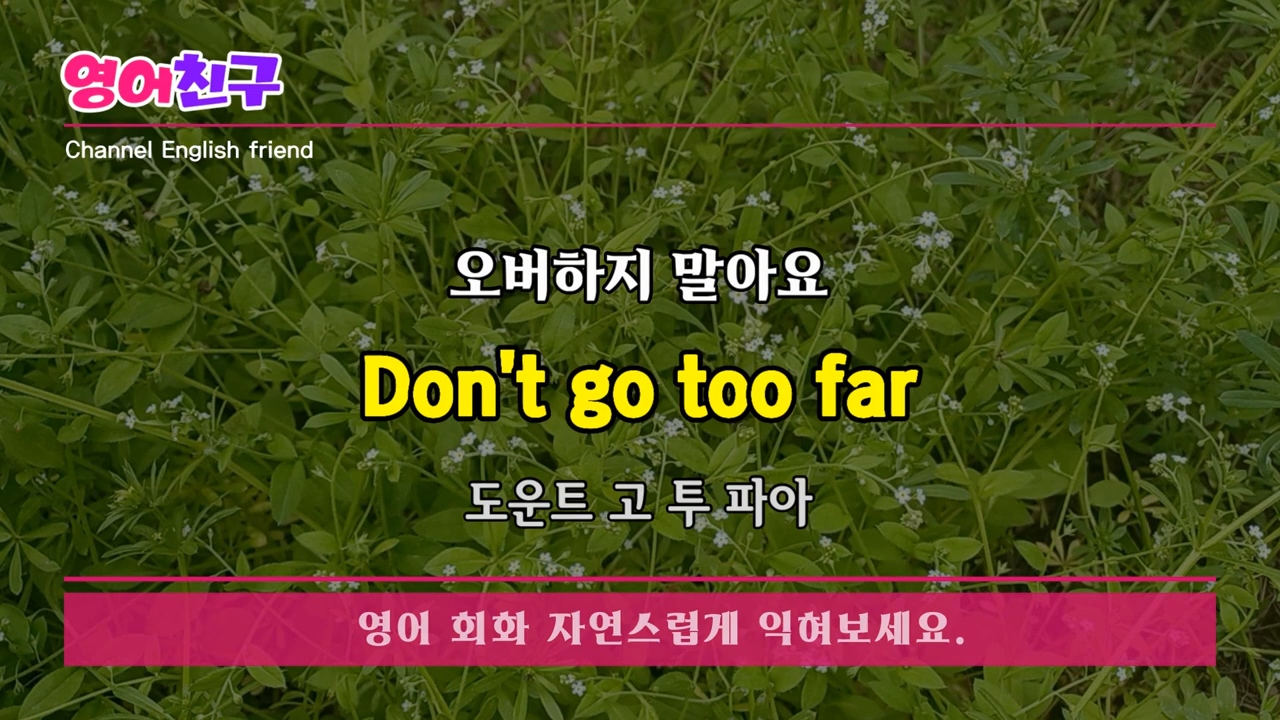 영어친구
Channel English friend
오버하지 말아요
Don't go too far
도운트 고 투 파아
영어 회화 자연스럽게 익혀보세요.